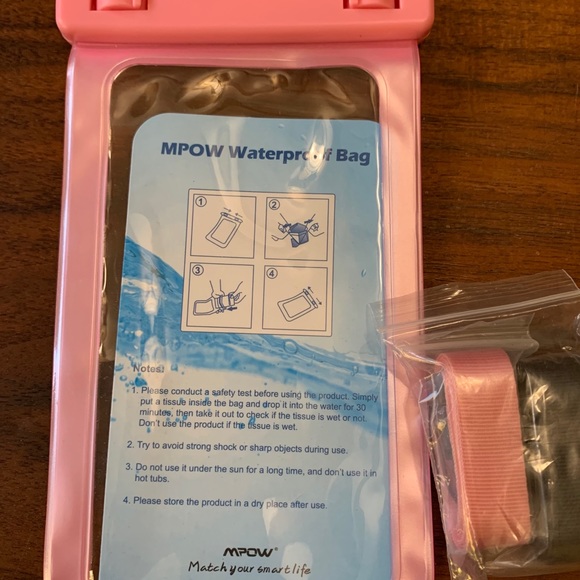 MPOW Waterproof Bag
1 2
3 4
Notes:
1. Please conduct a safety test before using the product. Simply
put a tissue inside the bag and drop it into the water for 30
minutes, then take it out to check if the tissue is wet or not.
Don't use the product if the tissue is wet.
2. Try to avoid strong shock or sharp objects during use.
3. Do not use it under the sun for a long time, and don't use it in
hot tubs.
4. Please store the product in a dry place after use.
MPOW®
Match your smart life